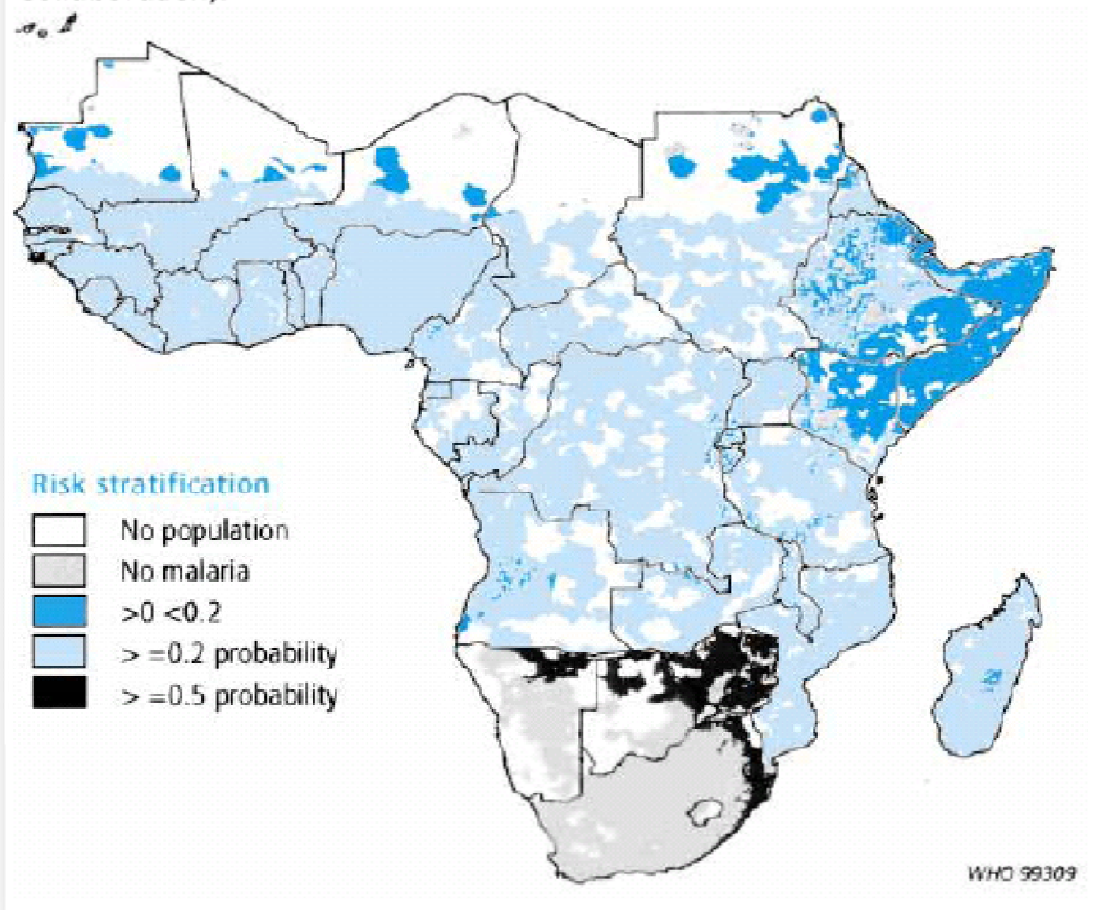 Risk stratification
No population
No malaria
>0 <0.2
> =0.2 probability
> =0.5 probability
WHO 99309